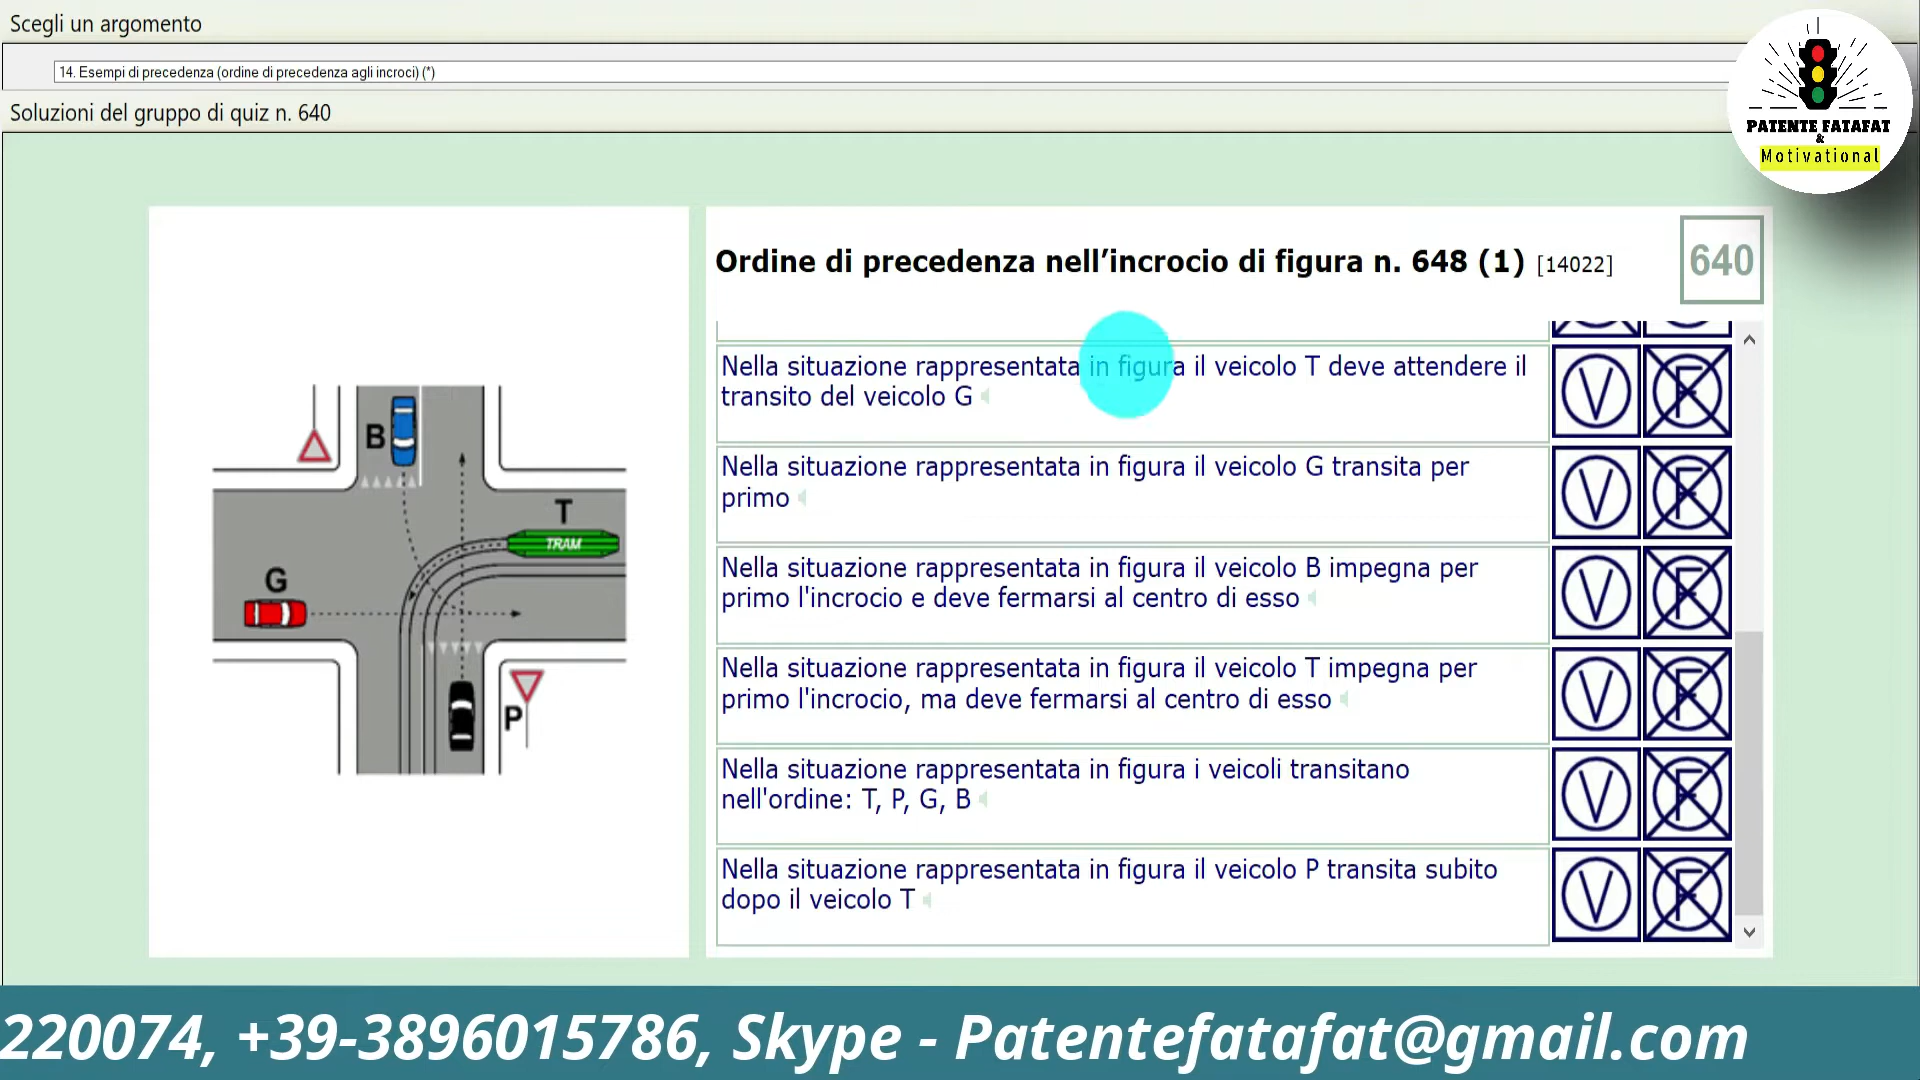 Scegli un argomento
14. Esempi di precedenza (ordine di precedenza agli incroci) (*)
Soluzioni del gruppo di quiz n. 640
PATENTE FATAFAT
&
Motivational
Ordine di precedenza nell’incrocio di figura n. 648 (1) [14022]
640
Nella situazione rappresentata in figura il veicolo T deve attendere il
transito del veicolo G
V F
Nella situazione rappresentata in figura il veicolo G transita per
primo
V F
Nella situazione rappresentata in figura il veicolo B impegna per
primo l'incrocio e deve fermarsi al centro di esso
V F
Nella situazione rappresentata in figura il veicolo T impegna per
primo l'incrocio, ma deve fermarsi al centro di esso
V F
Nella situazione rappresentata in figura i veicoli transitano
nell'ordine: T, P, G, B
V F
Nella situazione rappresentata in figura il veicolo P transita subito
dopo il veicolo T
V F
B
T
TRAM
G
P
220074, +39-3896015786, Skype - Patentefatafat@gmail.com